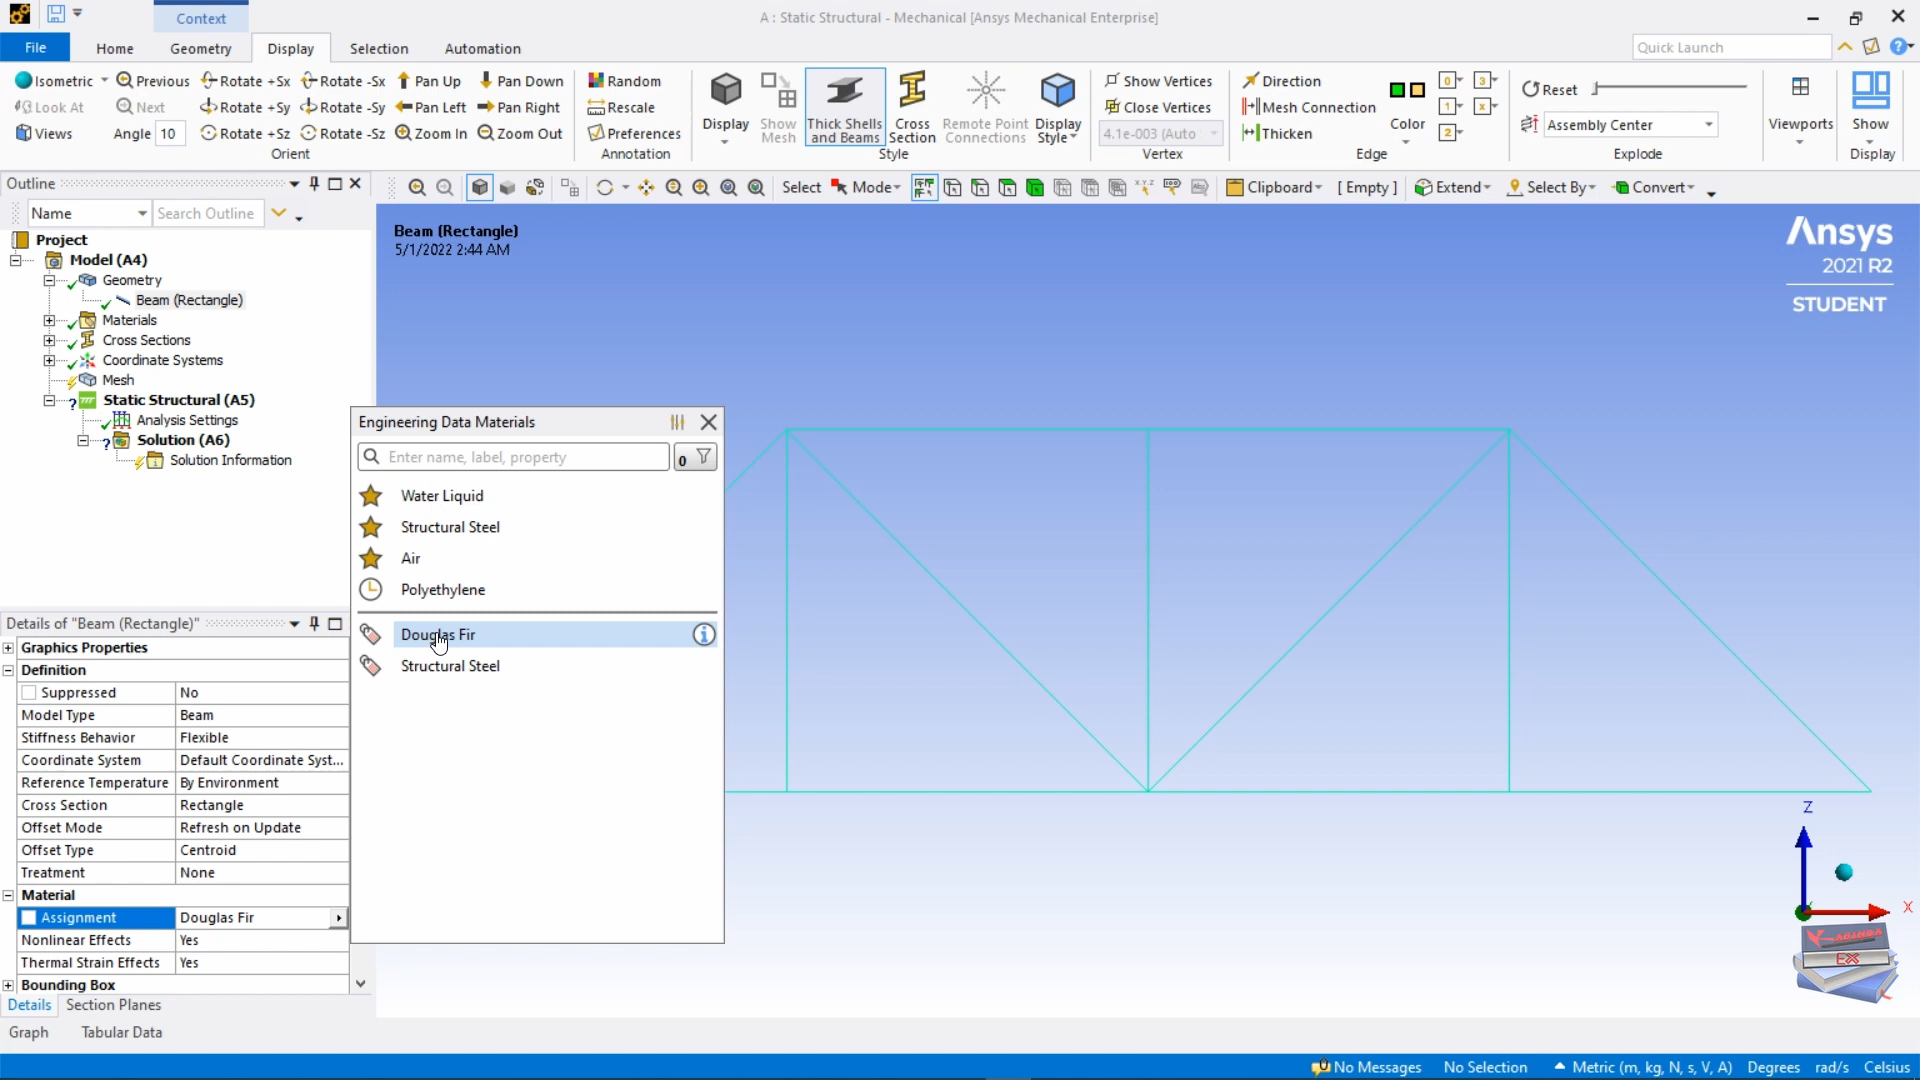 Context
A : Static Structural - Mechanical [Ansys Mechanical Enterprise]
File Home Geometry Display Selection Automation
Quick Launch
Isometric Previous Rotate +Sx Rotate -Sx Pan Up Pan Down
Look At Next Rotate +Sy Rotate -Sy Pan Left Pan Right
Views Angle 10 Rotate +Sz Rotate -Sz Zoom In Zoom Out
Orient
Random
Rescale
Preferences
Annotation
Display
Show Mesh
Thick Shells and Beams
Cross Section
Remote Point Connections
Display Style
Style
Show Vertices
Close Vertices
4.1e-003 (Auto
Vertex
Direction
Mesh Connection
Thicken
Color
0 3
1 x
2
Edge
Reset
Assembly Center
Explode
Viewports
Show
Display
Outline
Name Search Outline
Select Mode Clipboard [ Empty ] Extend Select By Convert
Project
Model (A4)
Geometry
Beam (Rectangle)
Materials
Cross Sections
Coordinate Systems
Mesh
Static Structural (A5)
Analysis Settings
Solution (A6)
Solution Information
Beam (Rectangle)
5/1/2022 2:44 AM
Ansys
2021 R2
STUDENT
Engineering Data Materials
Enter name, label, property
0
Water Liquid
Structural Steel
Air
Polyethylene
Douglas Fir
Structural Steel
Details of "Beam (Rectangle)"
Graphics Properties
Definition
Suppressed No
Model Type Beam
Stiffness Behavior Flexible
Coordinate System Default Coordinate Syst...
Reference Temperature By Environment
Cross Section Rectangle
Offset Mode Refresh on Update
Offset Type Centroid
Treatment None
Material
Assignment Douglas Fir
Nonlinear Effects Yes
Thermal Strain Effects Yes
Bounding Box
Details Section Planes
Graph Tabular Data
Z
X
EX
No Messages No Selection Metric (m, kg, N, s, V, A) Degrees rad/s Celsius